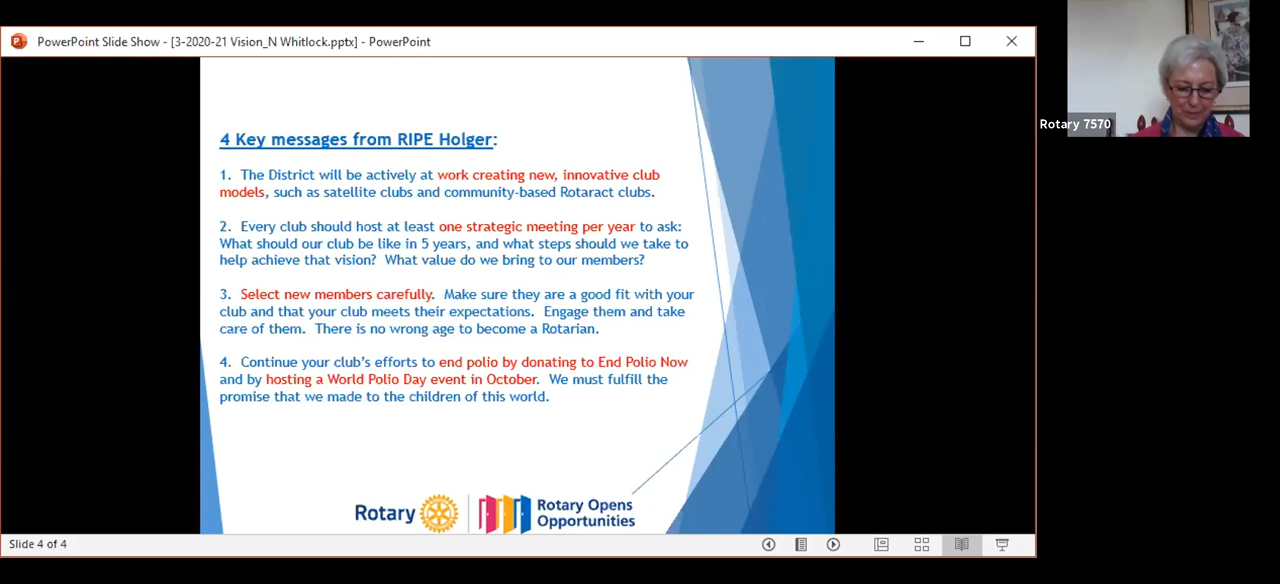 PowerPoint Slide Show - [3-2020-21 Vision_N Whitlock.pptx] - PowerPoint
Rotary 7570
4 Key messages from RIPE Holger:
1. The District will be actively at work creating new, innovative club
models, such as satellite clubs and community-based Rotaract clubs.
2. Every club should host at least one strategic meeting per year to ask:
What should our club be like in 5 years, and what steps should we take to
help achieve that vision? What value do we bring to our members?
3. Select new members carefully. Make sure they are a good fit with your
club and that your club meets their expectations. Engage them and take
care of them. There is no wrong age to become a Rotarian.
4. Continue your club's efforts to end polio by donating to End Polio Now
and by hosting a World Polio Day event in October. We must fulfill the
promise that we made to the children of this world.
Rotary
Rotary Opens
Opportunities
Slide 4 of 4